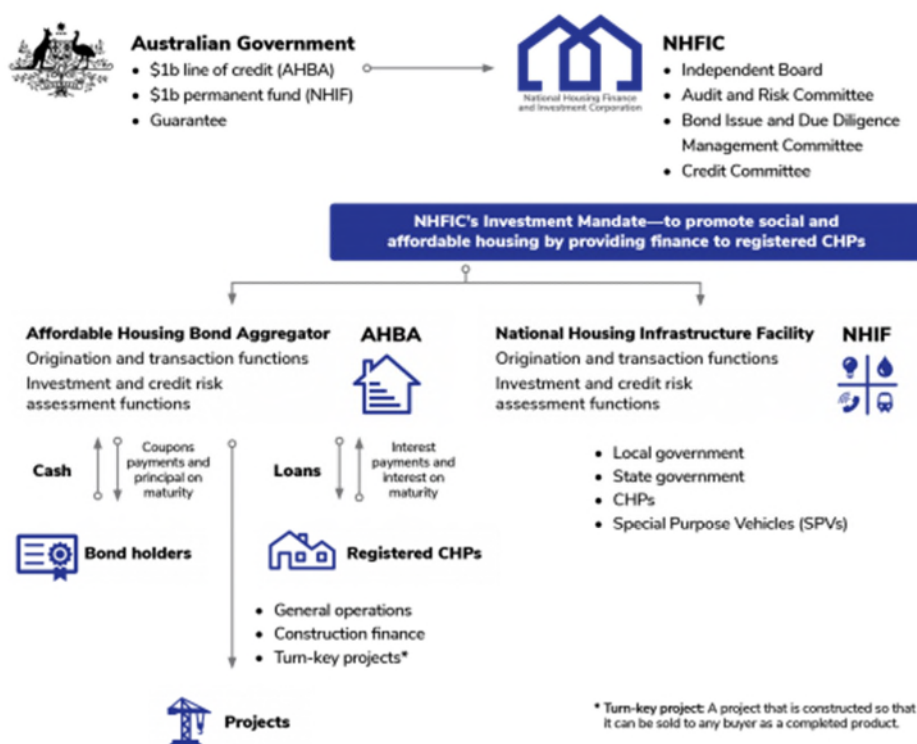 Australian Government
• $1b line of credit (AHBA)
• $1b permanent fund (NHIF)
• Guarantee
National Housing Finance
and Investment Corporation
NHFIC
• Independent Board
• Audit and Risk Committee
• Bond Issue and Due Diligence
Management Committee
• Credit Committee
NHFIC's Investment Mandate—to promote social and
affordable housing by providing finance to registered CHPs
Affordable Housing Bond Aggregator
AHBA
Origination and transaction functions
Investment and credit risk
assessment functions
National Housing Infrastructure Facility
NHIF
Origination and transaction functions
Investment and credit risk
assessment functions
Cash
Coupons
payments and
principal on
maturity
Loans
Interest
payments and
interest on
maturity
• Local government
• State government
• CHPs
• Special Purpose Vehicles (SPVs)
Bond holders
Registered CHPs
• General operations
• Construction finance
• Turn-key projects*
Projects
* Turn-key project: A project that is constructed so that
it can be sold to any buyer as a completed product.